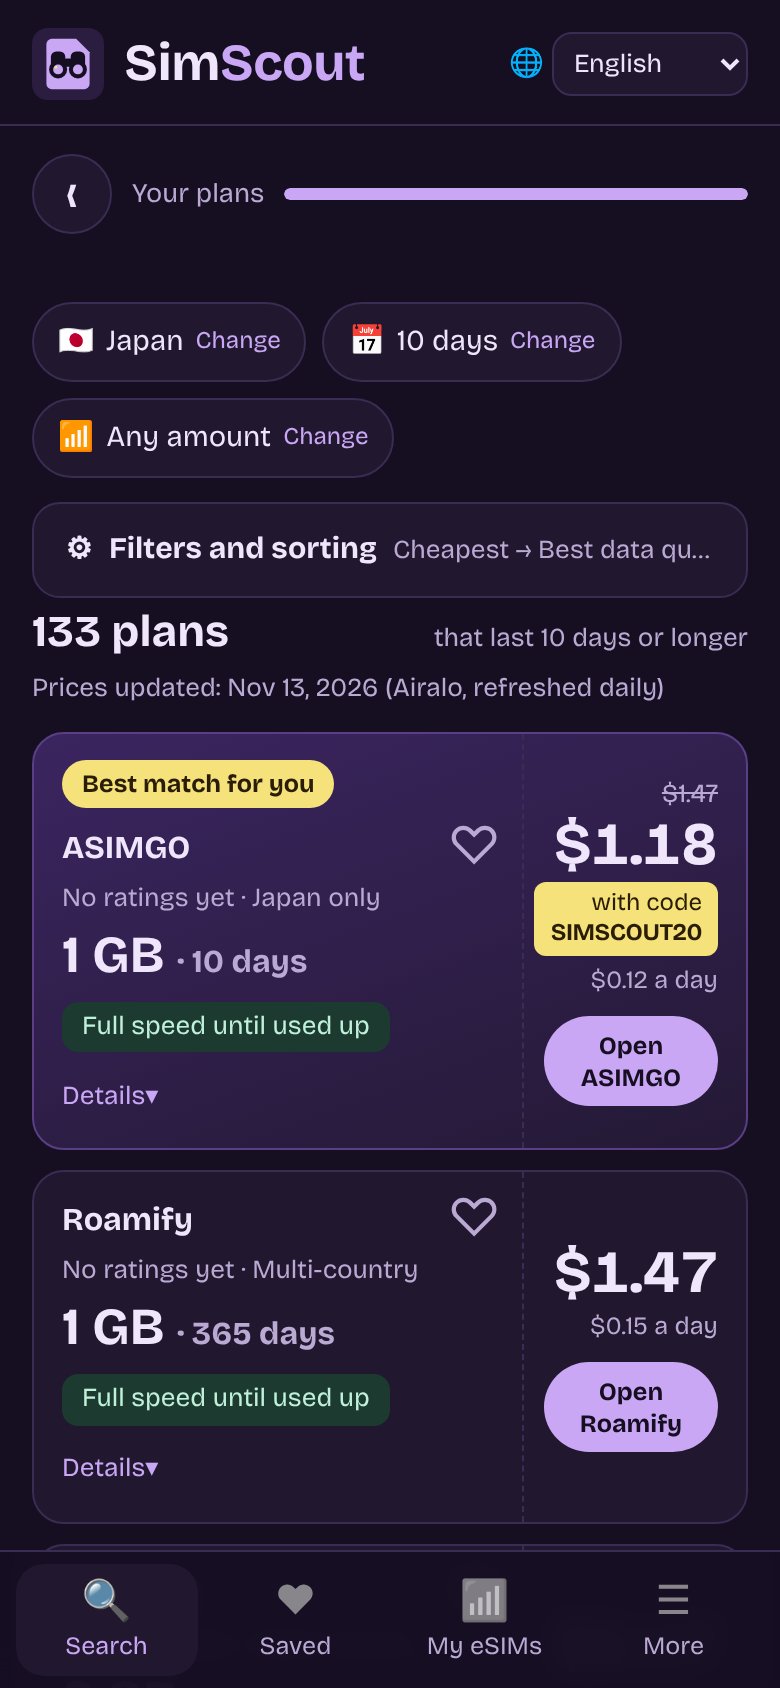 SimScout
English
Your plans
Japan Change
10 days Change
Any amount Change
Filters and sorting Cheapest → Best data qu...
133 plans that last 10 days or longer
Prices updated: Nov 13, 2026 (Airalo, refreshed daily)
Best match for you
ASIMGO
No ratings yet · Japan only
1 GB · 10 days
Full speed until used up
Details▾
$1.47
$1.18
with code
SIMSCOUT20
$0.12 a day
Open
ASIMGO
Roamify
No ratings yet · Multi-country
1 GB · 365 days
Full speed until used up
Details▾
$1.47
$0.15 a day
Open
Roamify
Search
Saved
My eSIMs
More